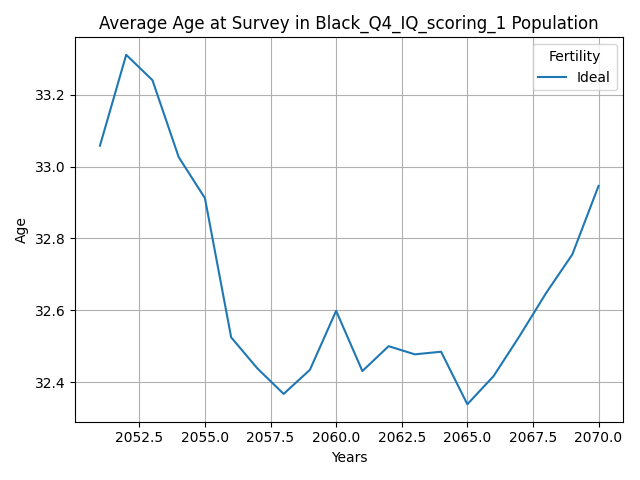 Average Age at Survey in Black_Q4_IQ_scoring_1 Population
Fertility
Ideal
33.2
33.0
32.8
32.6
32.4
Age
2052.5 2055.0 2057.5 2060.0 2062.5 2065.0 2067.5 2070.0
Years